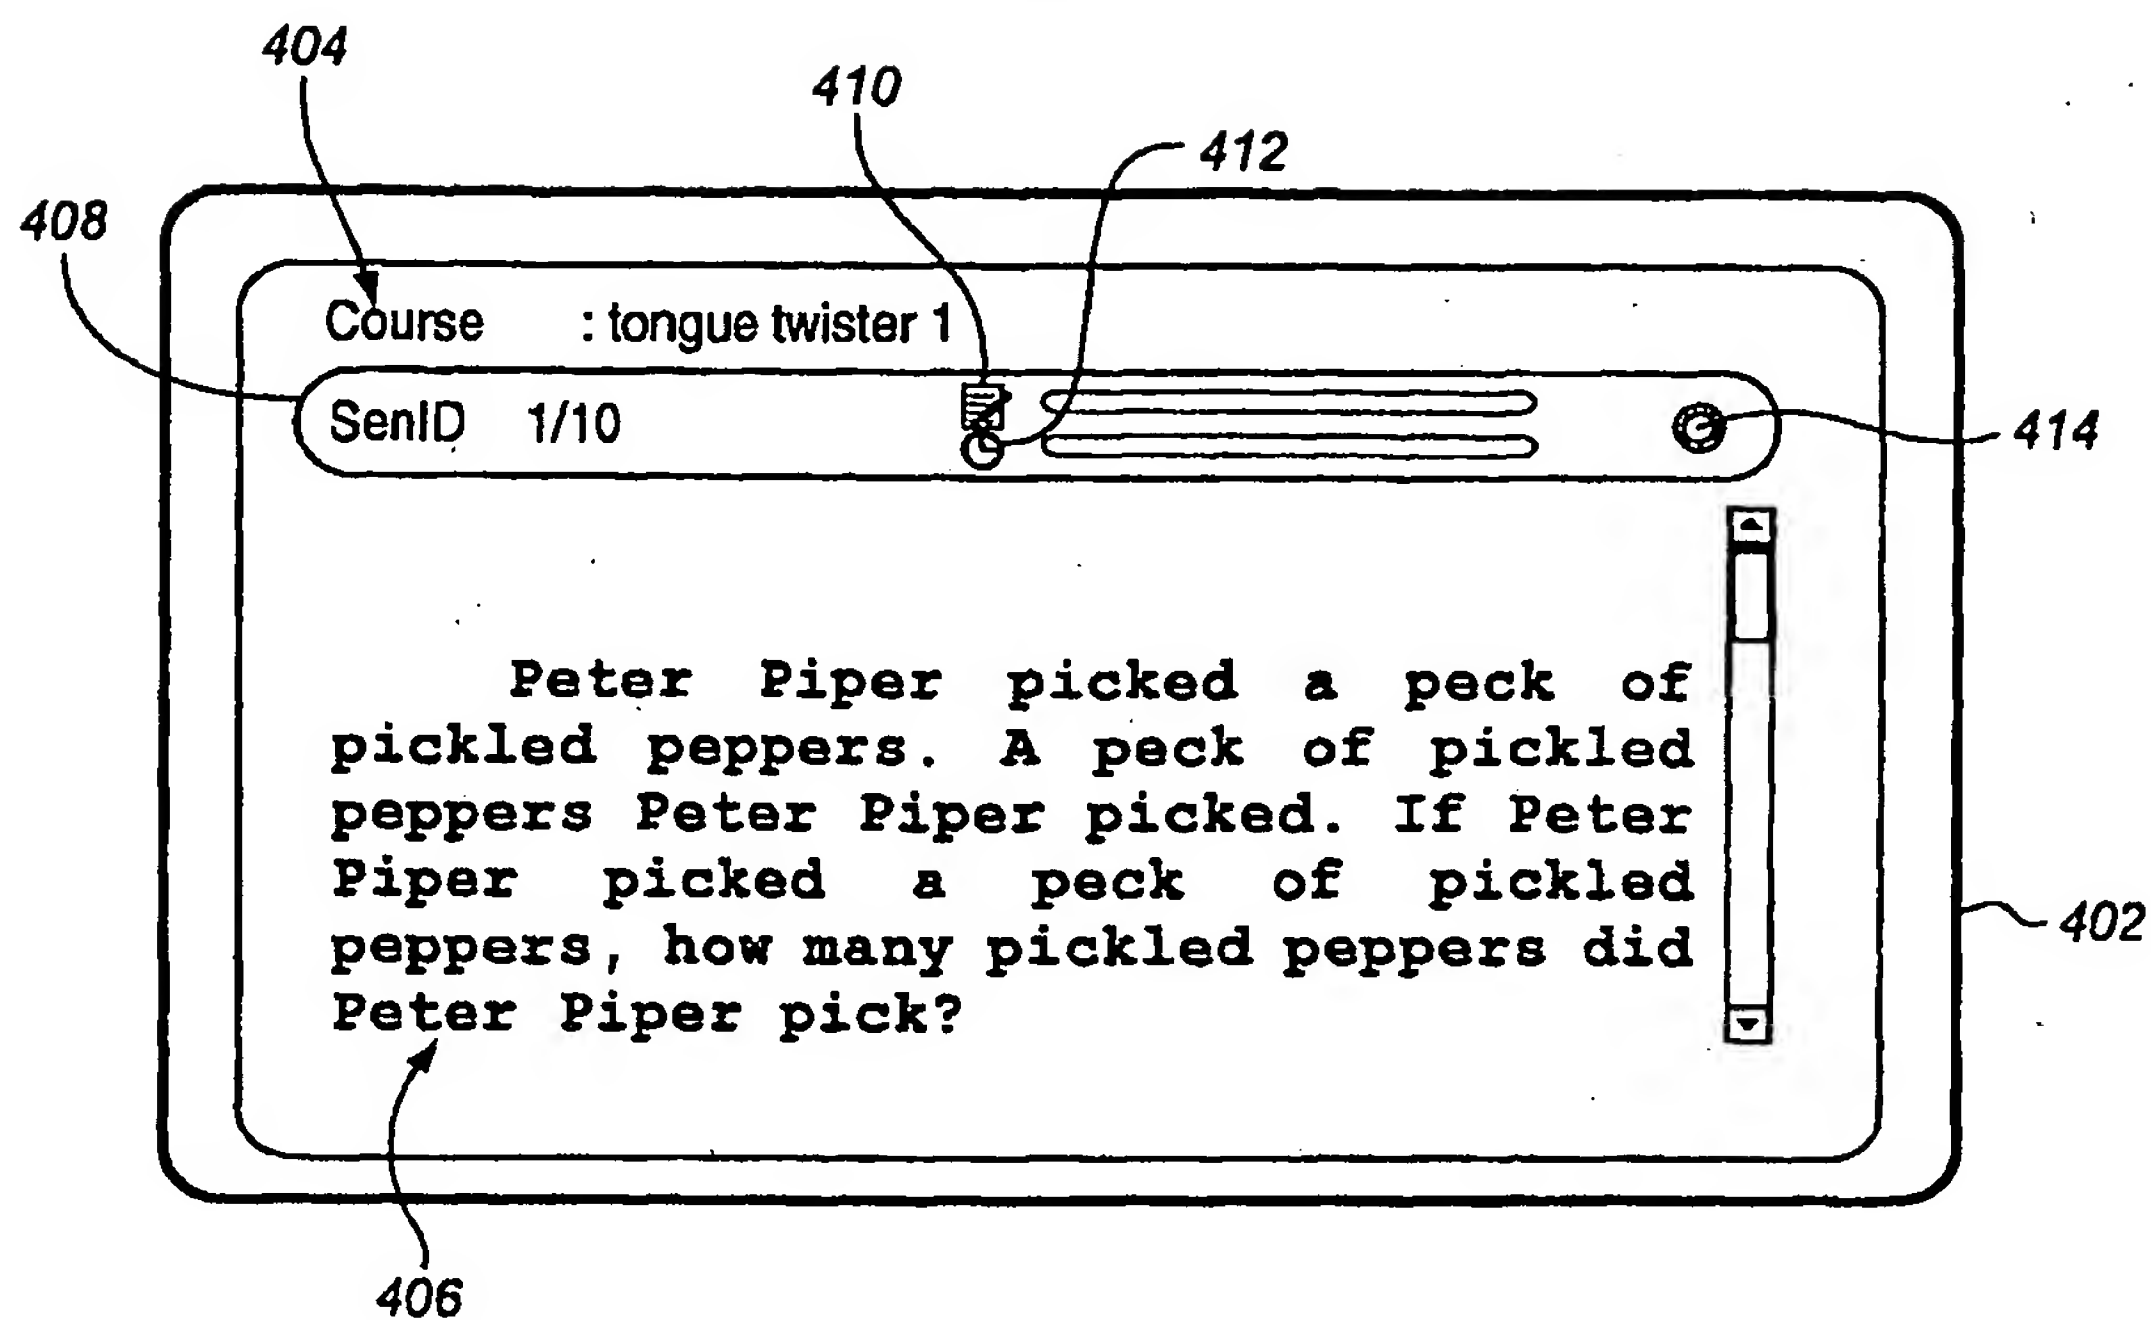 404
410
412
408
Course : tongue twister 1
SenID 1/10
414
Peter Piper picked a peck of
pickled peppers. A peck of pickled
peppers Peter Piper picked. If Peter
Piper picked a peck of pickled
peppers, how many pickled peppers did
Peter Piper pick?
402
406